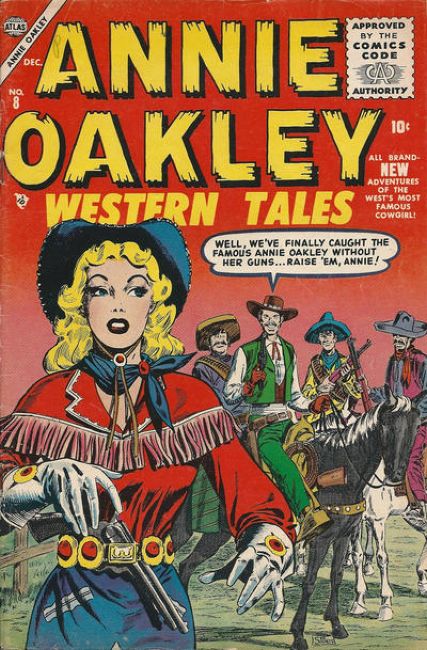 ATLAS
ANNIE OAKLEY
DEC.
NO.
8
ANNIE
OAKLEY
WESTERN TALES
APPROVED
BY THE
COMICS
CODE
CCA
AUTHORITY
10¢
ALL BRAND-
NEW
ADVENTURES
OF THE
WEST'S MOST
FAMOUS
COWGIRL!
WELL, WE'VE FINALLY CAUGHT THE
FAMOUS ANNIE OAKLEY WITHOUT
HER GUNS...RAISE 'EM, ANNIE!